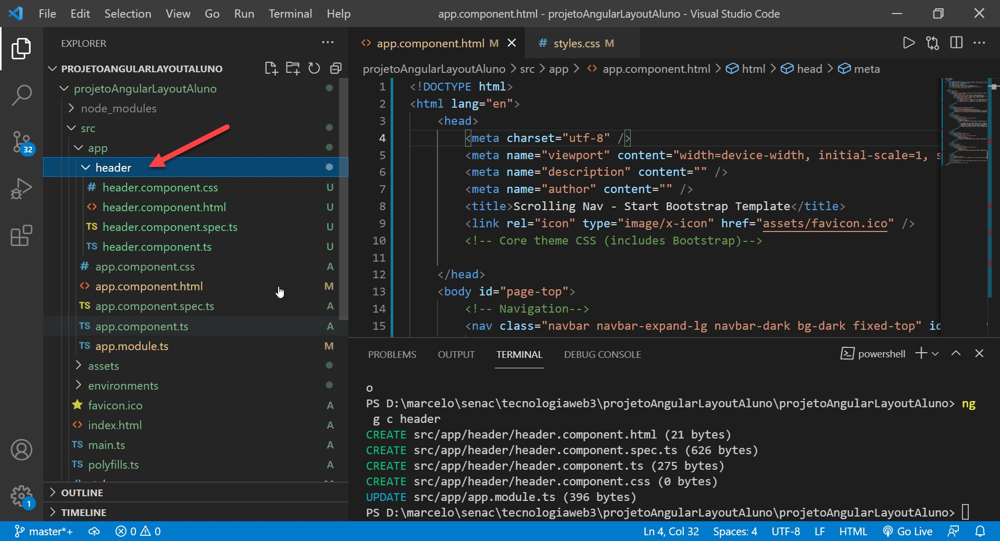 File Edit Selection View Go Run Terminal Help
app.component.html - projetoAngularLayoutAluno - Visual Studio Code
EXPLORER
PROJETOANGULARLAYOUTALUNO
projetoAngularLayoutAluno
node_modules
src
app
header
# header.component.css U
<> header.component.html U
TS header.component.spec.ts U
TS header.component.ts U
# app.component.css A
<> app.component.html M
TS app.component.spec.ts A
TS app.component.ts A
TS app.module.ts M
assets
environments
favicon.ico A
<> index.html A
TS main.ts A
TS polyfills.ts A
OUTLINE
TIMELINE
32
1
<> app.component.html M
# styles.css M
projetoAngularLayoutAluno > src > app > <> app.component.html > html > head > meta
1 <!DOCTYPE html>
2 <html lang="en">
3 <head>
4 <meta charset="utf-8" />
5 <meta name="viewport" content="width=device-width, initial-scale=1, s
6 <meta name="description" content="" />
7 <meta name="author" content="" />
8 <title>Scrolling Nav - Start Bootstrap Template</title>
9 <link rel="icon" type="image/x-icon" href="assets/favicon.ico" />
10 <!-- Core theme CSS (includes Bootstrap)-->
11
12 </head>
13 <body id="page-top">
14 <!-- Navigation-->
15 <nav class="navbar navbar-expand-lg navbar-dark bg-dark fixed-top" id
PROBLEMS OUTPUT TERMINAL DEBUG CONSOLE
powershell
o
PS D:\marcelo\senac\tecnologiaweb3\projetoAngularLayoutAluno\projetoAngularLayoutAluno> ng
g c header
CREATE src/app/header/header.component.html (21 bytes)
CREATE src/app/header/header.component.spec.ts (626 bytes)
CREATE src/app/header/header.component.ts (275 bytes)
CREATE src/app/header/header.component.css (0 bytes)
UPDATE src/app/app.module.ts (396 bytes)
PS D:\marcelo\senac\tecnologiaweb3\projetoAngularLayoutAluno\projetoAngularLayoutAluno>
master*+ 0 0
Ln 4, Col 32 Spaces: 4 UTF-8 LF HTML Go Live